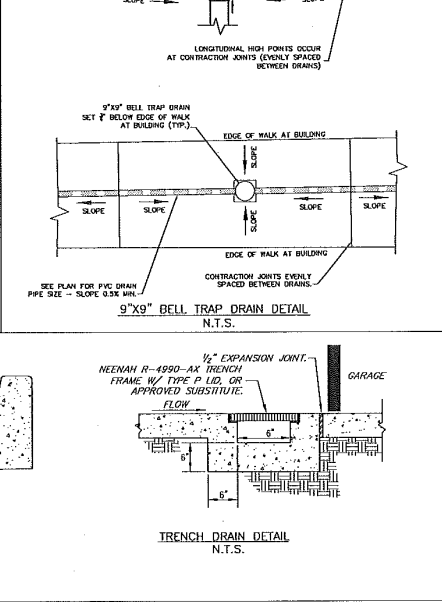 SLOPE
SLOPE
LONGITUDINAL HIGH POINTS OCCUR
AT CONTRACTION JOINTS (EVENLY SPACED
BETWEEN DRAINS)
9"X9" BELL TRAP DRAIN
SET BELOW EDGE OF WALK
AT BUILDING (TYP.)
EDGE OF WALK AT BUILDING
SLOPE
SLOPE
SLOPE
SLOPE
SLOPE
SLOPE
EDGE OF WALK AT BUILDING
SEE PLAN FOR PVC DRAIN
PIPE SIZE - SLOPE 0.5% MIN.
CONTRACTION JOINTS EVENLY
SPACED BETWEEN DRAINS.
9"X9" BELL TRAP DRAIN DETAIL
N.T.S.
½" EXPANSION JOINT.
NEENAH R-4990-AX TRENCH
FRAME W/ TYPE P LID, OR
APPROVED SUBSTITUTE.
GARAGE
FLOW
6"
6"
6"
TRENCH DRAIN DETAIL
N.T.S.